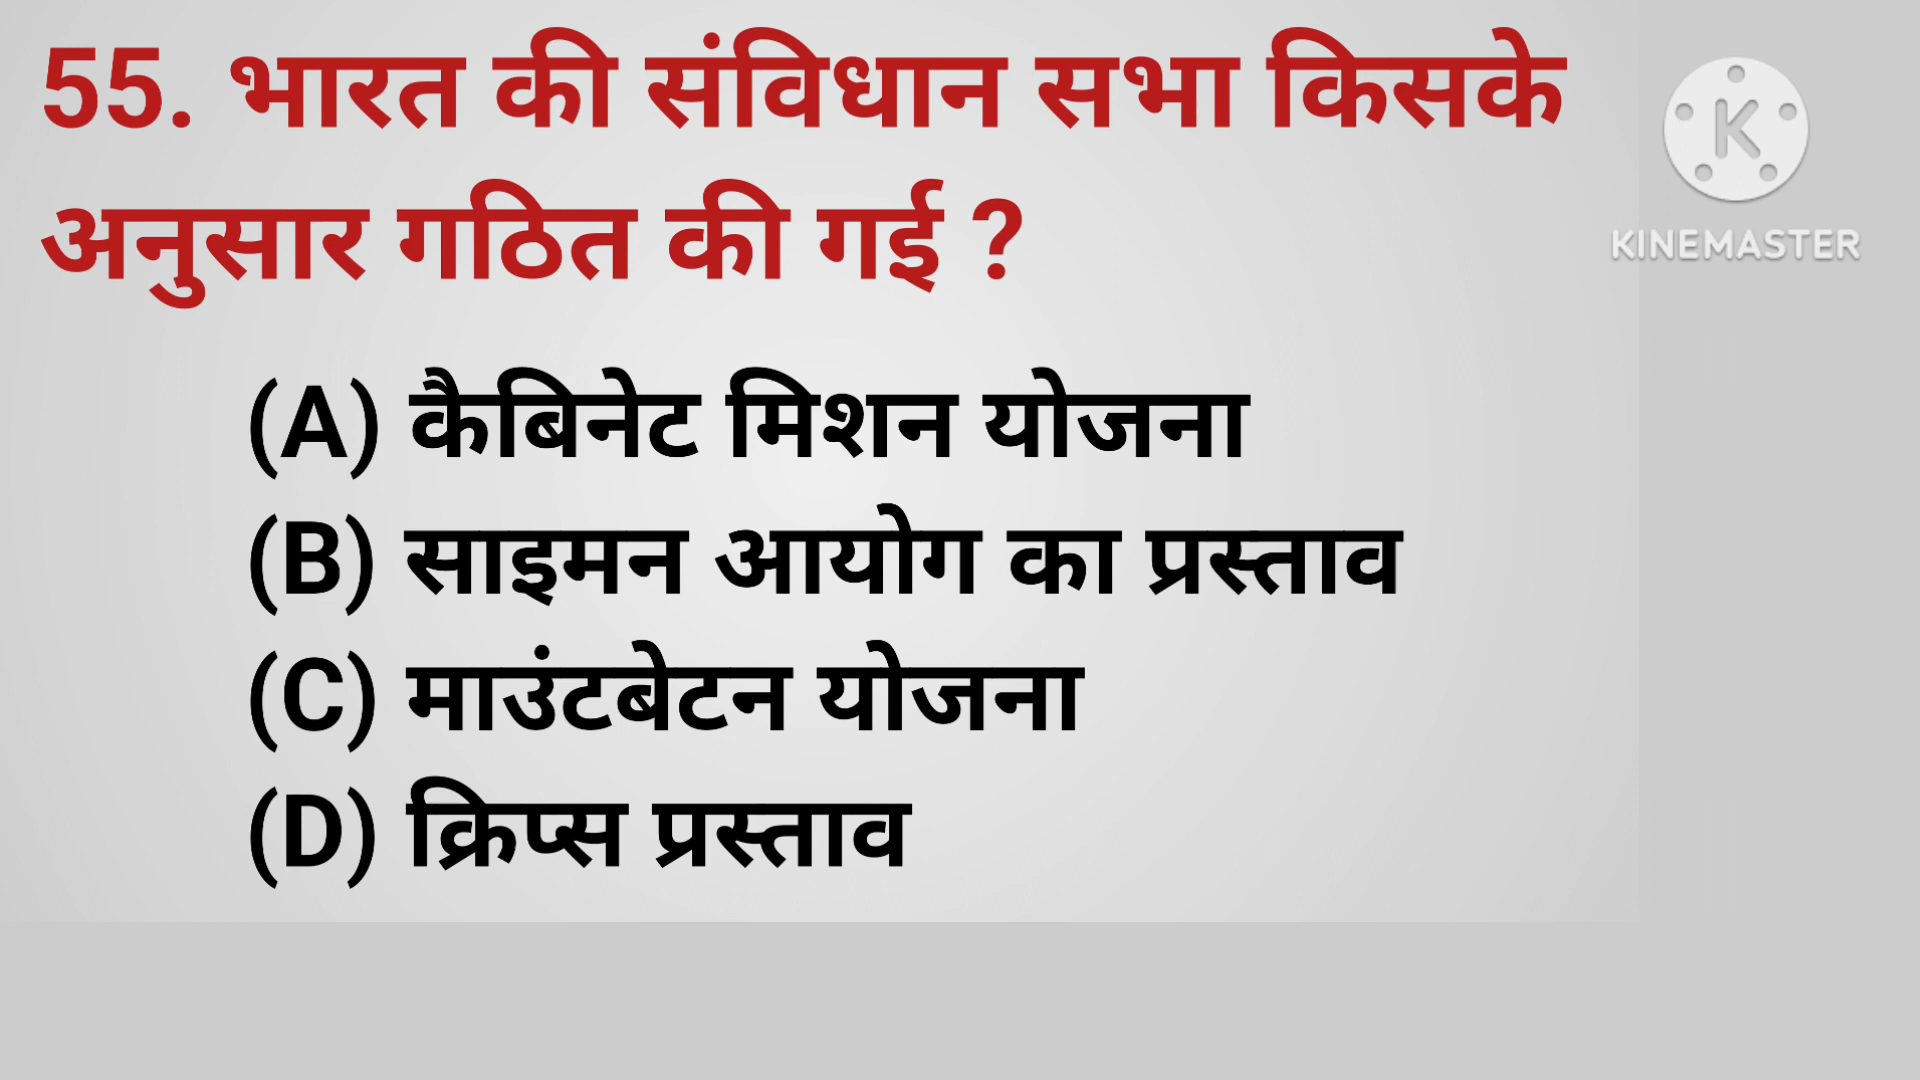 55. भारत की संविधान सभा किसके
अनुसार गठित की गई ?
(A) कैबिनेट मिशन योजना
(B) साइमन आयोग का प्रस्ताव
(C) माउंटबेटन योजना
(D) क्रिप्स प्रस्ताव
K
KINEMASTER